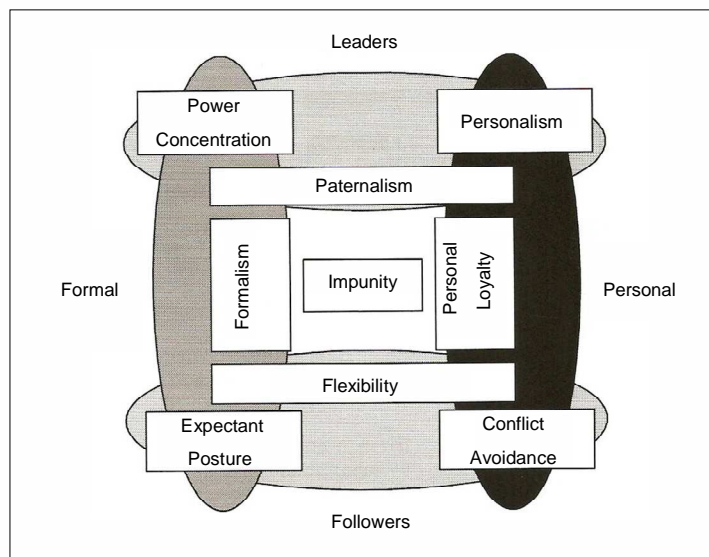 Leaders
Power
Concentration
Personalism
Paternalism
Formal
Formalism
Impunity
Personal
Loyalty
Personal
Flexibility
Expectant
Posture
Conflict
Avoidance
Followers